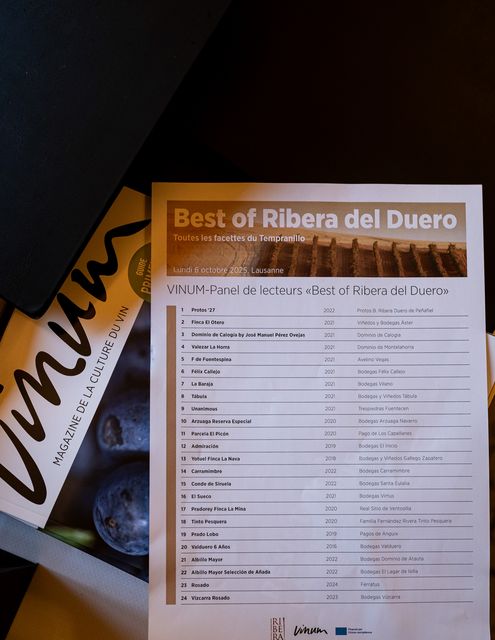 vinum
MAGAZINE DE LA CULTURE DU VIN
GUIDE
Best of Ribera del Duero
Toutes les facettes du Tempranillo
Lundi 6 octobre 2025, Lausanne
VINUM-Panel de lecteurs «Best of Ribera del Duero»
1 Protos '27 2022 Protos B. Ribera Duero de Peñafiel
2 Finca El Otero 2021 Viñedos y Bodegas Áster
3 Dominio de Calogía by José Manuel Pérez Ovejas 2021 Dominio de Calogía
4 Valezar La Horra 2021 Dominio de Montelahorra
5 F de Fuentespina 2021 Avelino Vegas
6 Félix Callejo 2021 Bodegas Félix Callejo
7 La Baraja 2021 Bodegas Vilano
8 Tábula 2021 Bodegas y Viñedos Tábula
9 Unanimous 2021 Trespiedras Fuentecen
10 Arzuaga Reserva Especial 2020 Bodegas Arzuaga Navarro
11 Parcela El Picón 2020 Pago de Los Capellanes
12 Admiración 2019 Bodegas El Inicio
13 Yotuel Finca La Nava 2018 Bodegas y Viñedos Gallego Zapatero
14 Carramimbre 2022 Bodegas Carramimbre
15 Conde de Siruela 2022 Bodegas Santa Eulalia
16 El Sueco 2021 Bodegas Virtus
17 Pradorey Finca La Mina 2020 Real Sitio de Ventosilla
18 Tinto Pesquera 2020 Familia Fernández Rivera Tinto Pesquera
19 Prado Lobo 2019 Pagos de Anguix
20 Valduero 6 Años 2016 Bodegas Valduero
21 Albillo Mayor 2022 Bodegas Dominio de Atauta
22 Albillo Mayor Selección de Añada 2022 Bodegas El Lagar de Isilla
23 Rosado 2024 Ferratus
24 Vizcarra Rosado 2023 Bodegas Vizcarra
RIBERA vinum